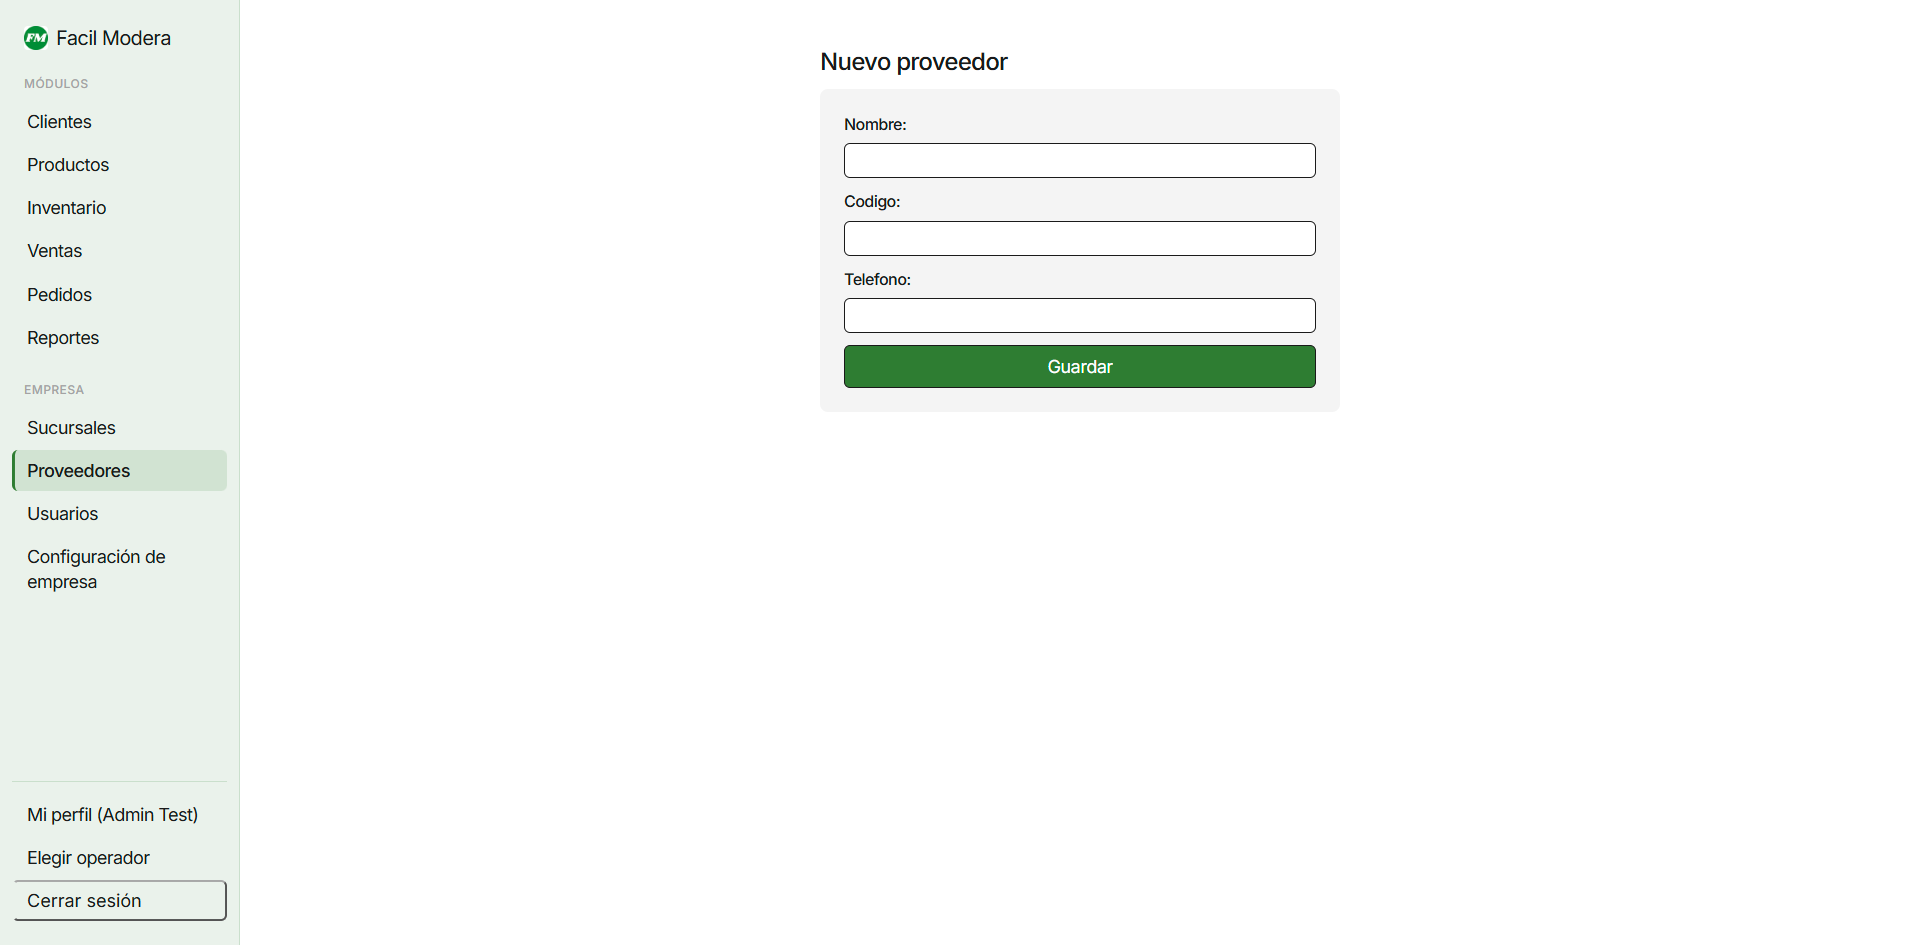 FM Facil Modera
MÓDULOS
Clientes
Productos
Inventario
Ventas
Pedidos
Reportes
EMPRESA
Sucursales
Proveedores
Usuarios
Configuración de
empresa
Mi perfil (Admin Test)
Elegir operador
Cerrar sesión
Nuevo proveedor
Nombre:
Codigo:
Telefono:
Guardar